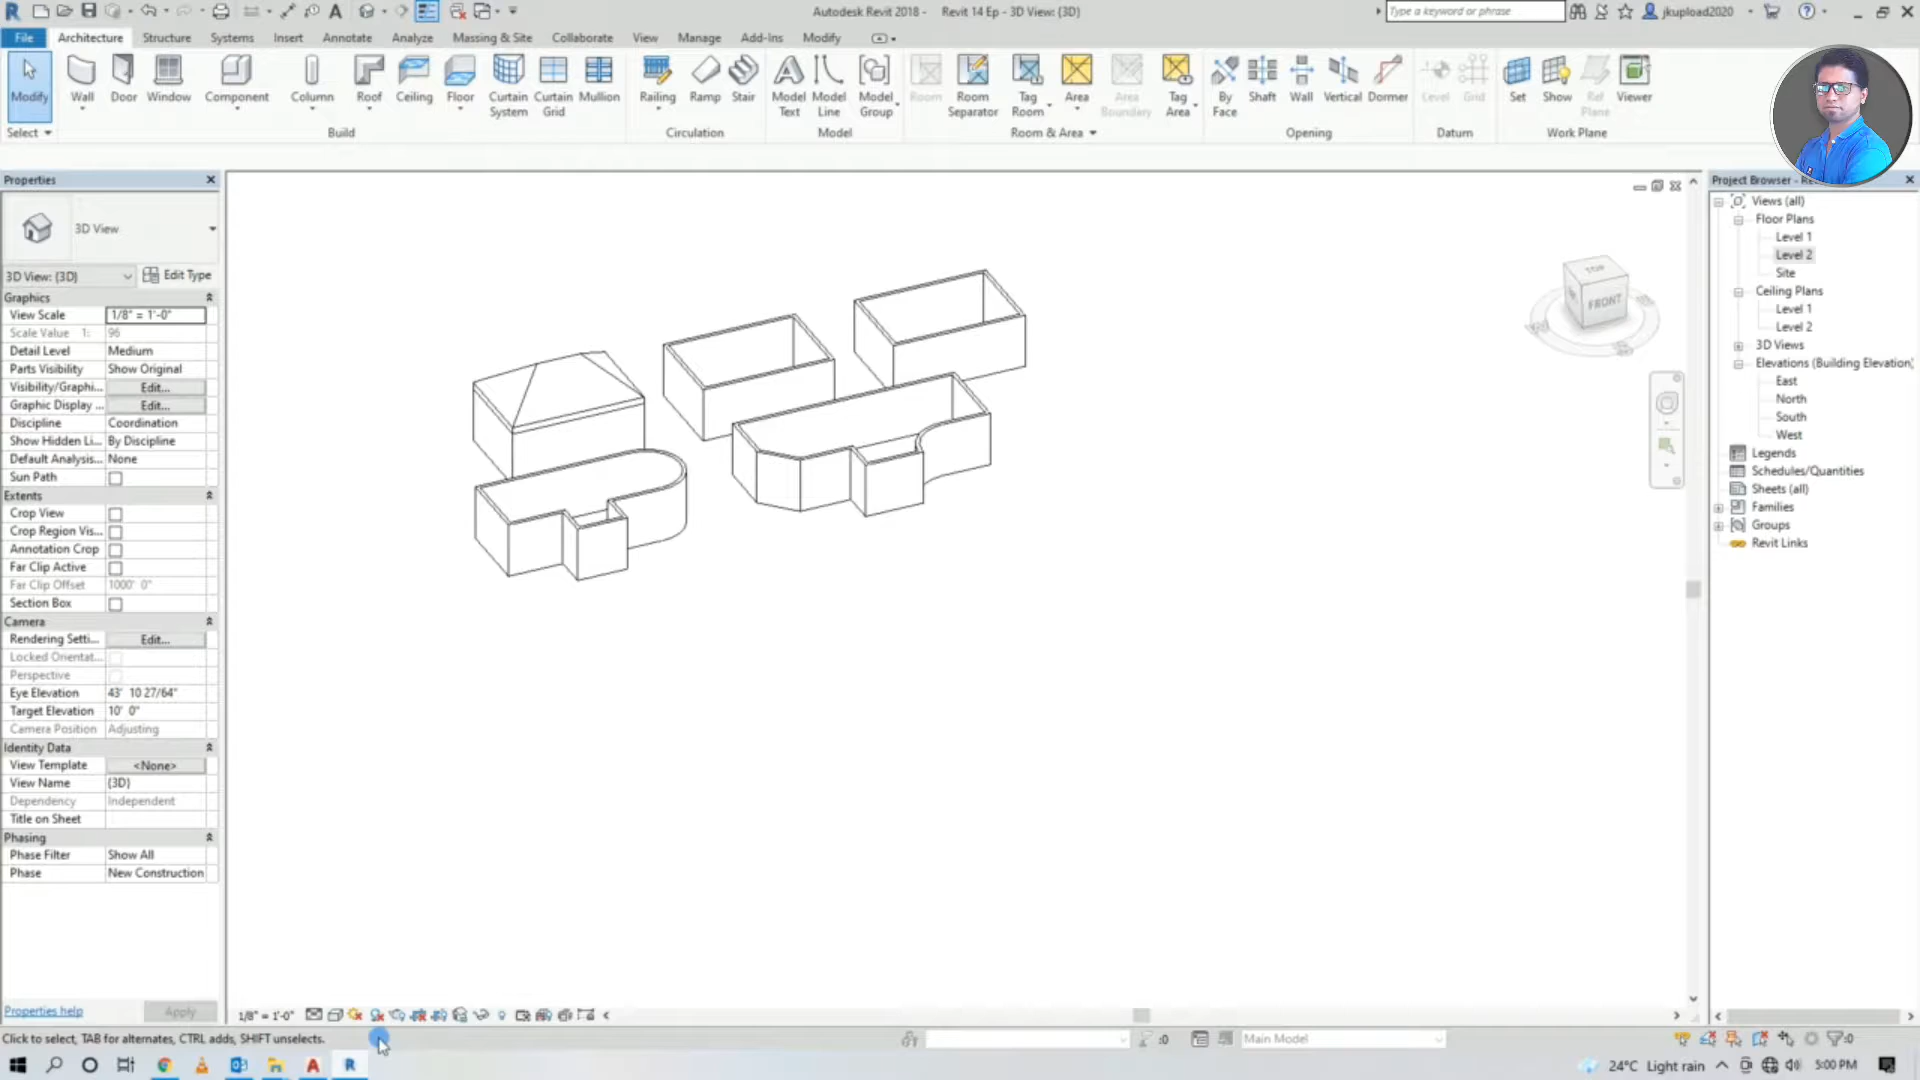 Autodesk Revit 2018 - Revit 14 Ep - 3D View: {3D}
Type a keyword or phrase
jkupload2020
File Architecture Structure Systems Insert Annotate Analyze Massing & Site Collaborate View Manage Add-Ins Modify
Modify Wall Door Window Component Column Roof Ceiling Floor Curtain System Curtain Grid Mullion Railing Ramp Stair Model Text Model Line Model Group Room Room Separator Tag Room Area Area Boundary Tag Area By Face Shaft Wall Vertical Dormer Level Grid Set Show Ref Plane Viewer
Select Build Circulation Model Room & Area Opening Datum Work Plane
Properties
3D View
3D View: {3D} Edit Type
Graphics
View Scale 1/8" = 1'-0"
Scale Value 1: 96
Detail Level Medium
Parts Visibility Show Original
Visibility/Graphi... Edit...
Graphic Display ... Edit...
Discipline Coordination
Show Hidden Li... By Discipline
Default Analysis... None
Sun Path
Extents
Crop View
Crop Region Vis...
Annotation Crop
Far Clip Active
Far Clip Offset 1000' 0"
Section Box
Camera
Rendering Setti... Edit...
Locked Orientat...
Perspective
Eye Elevation 43' 10 27/64"
Target Elevation 10' 0"
Camera Position Adjusting
Identity Data
View Template <None>
View Name {3D}
Dependency Independent
Title on Sheet
Phasing
Phase Filter Show All
Phase New Construction
Properties help Apply
TOP
FRONT
Project Browser -
Views (all)
Floor Plans
Level 1
Level 2
Site
Ceiling Plans
Level 1
Level 2
3D Views
Elevations (Building Elevation)
East
North
South
West
Legends
Schedules/Quantities
Sheets (all)
Families
Groups
Revit Links
1/8" = 1'-0"
Click to select, TAB for alternates, CTRL adds, SHIFT unselects.
:0 Main Model :0
24°C Light rain 5:00 PM